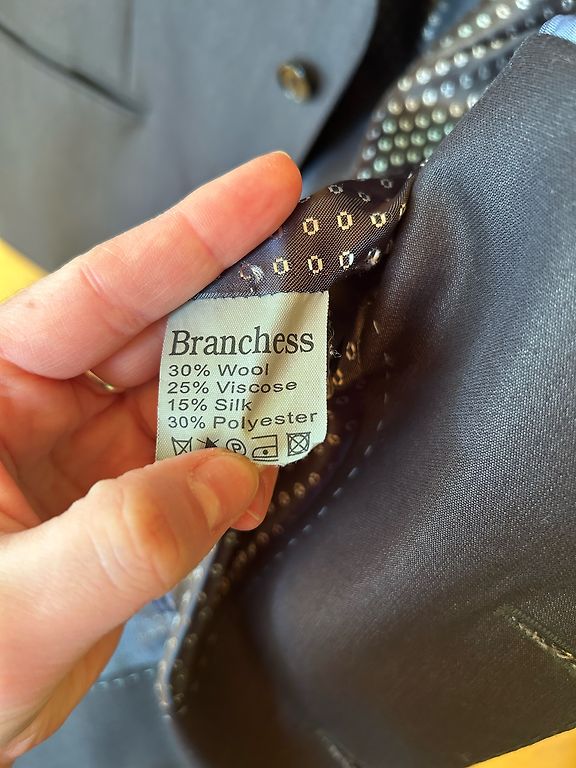 Branchess
30% Wool
25% Viscose
15% Silk
30% Polyester
P